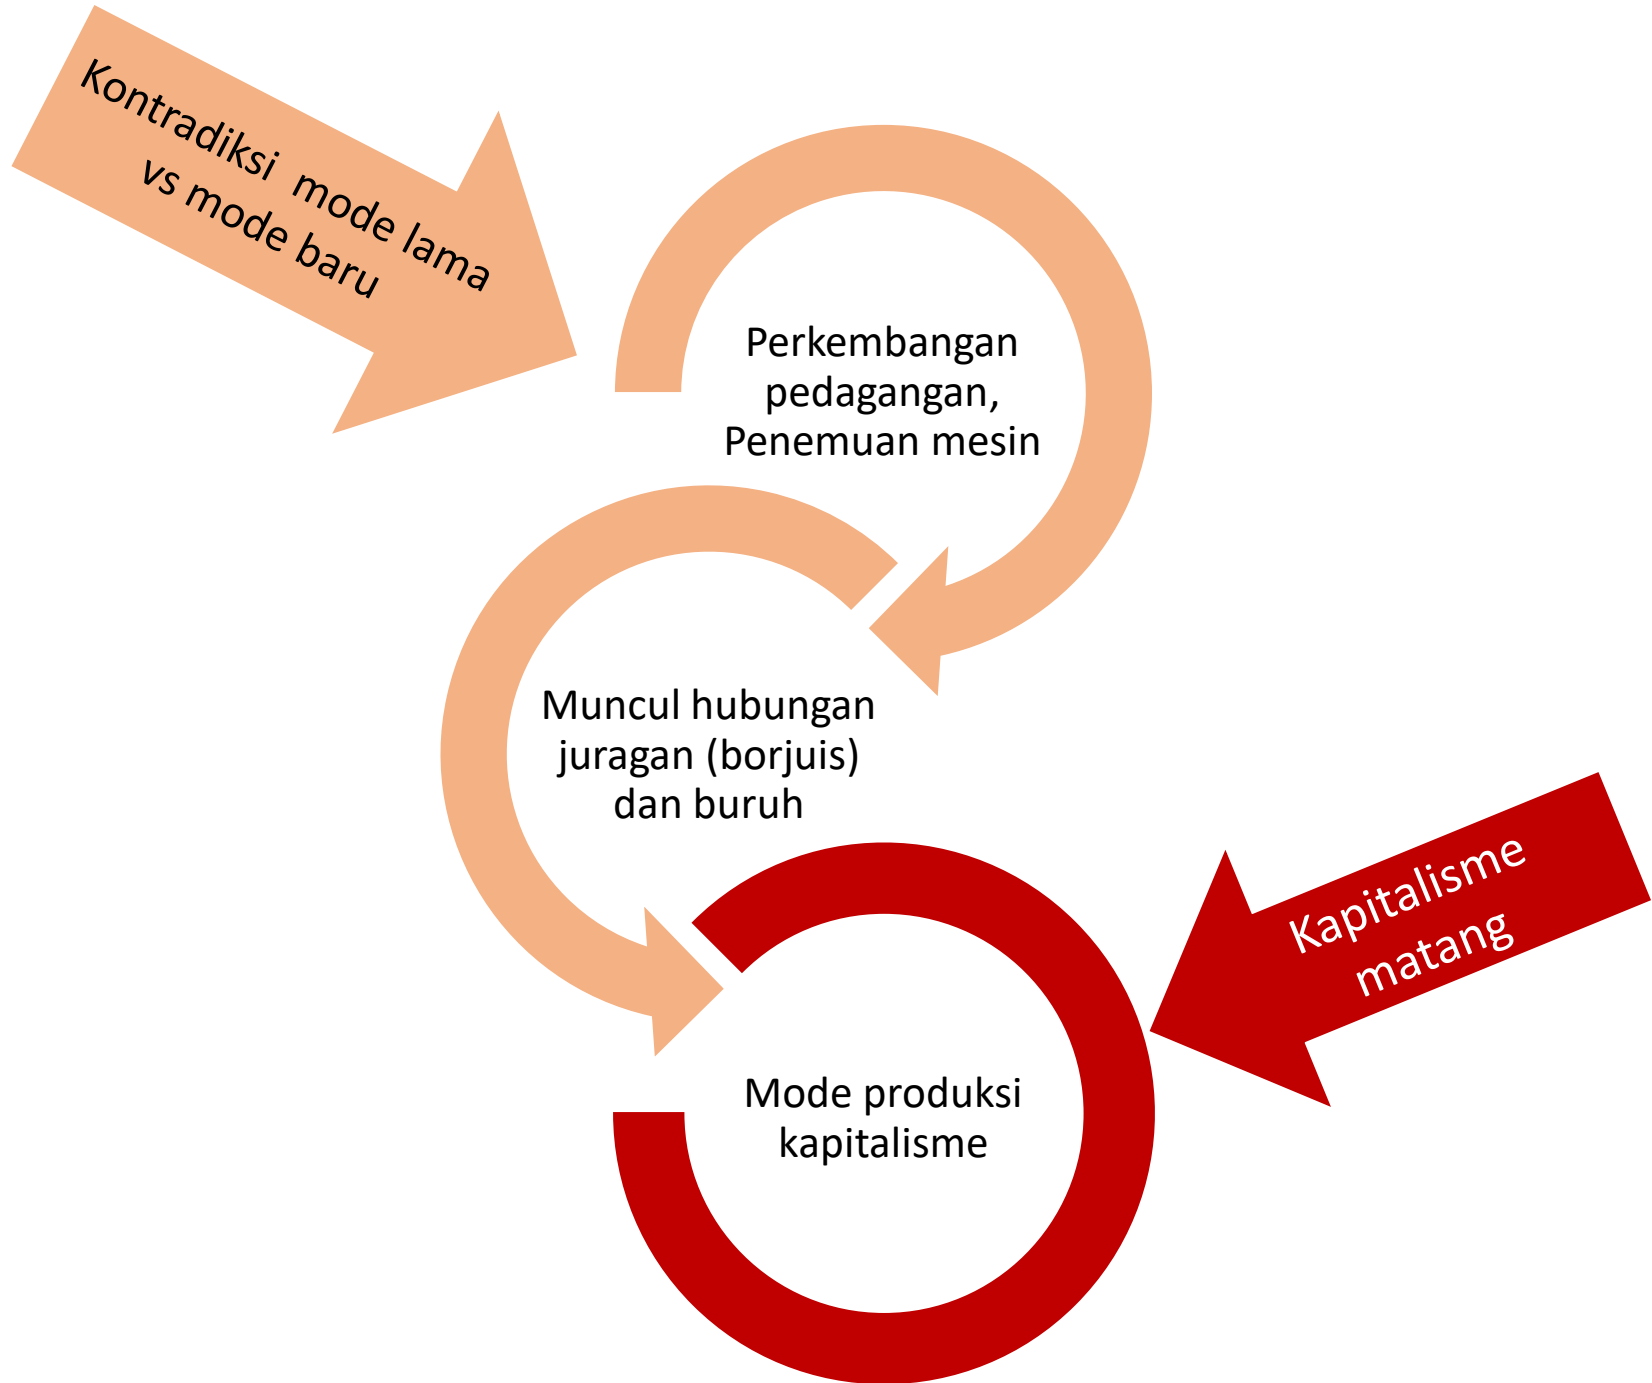 Kontradiksi mode lama
vs mode baru
Perkembangan
pedagangan,
Penemuan mesin
Muncul hubungan
juragan (borjuis)
dan buruh
Kapitalisme
matang
Mode produksi
kapitalisme